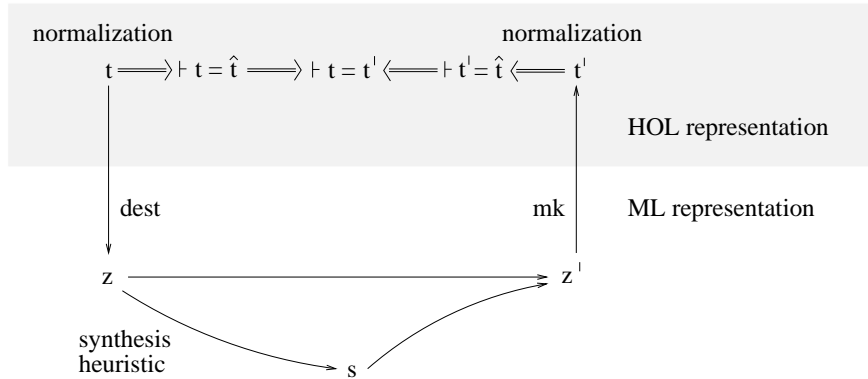 normalization normalization
t ⟹ ⊢ t = t̂ ⟹ ⊢ t = t' ⟸ ⊢ t' = t̂ ⟸ t'
HOL representation
dest mk ML representation
z z'
synthesis
heuristic s